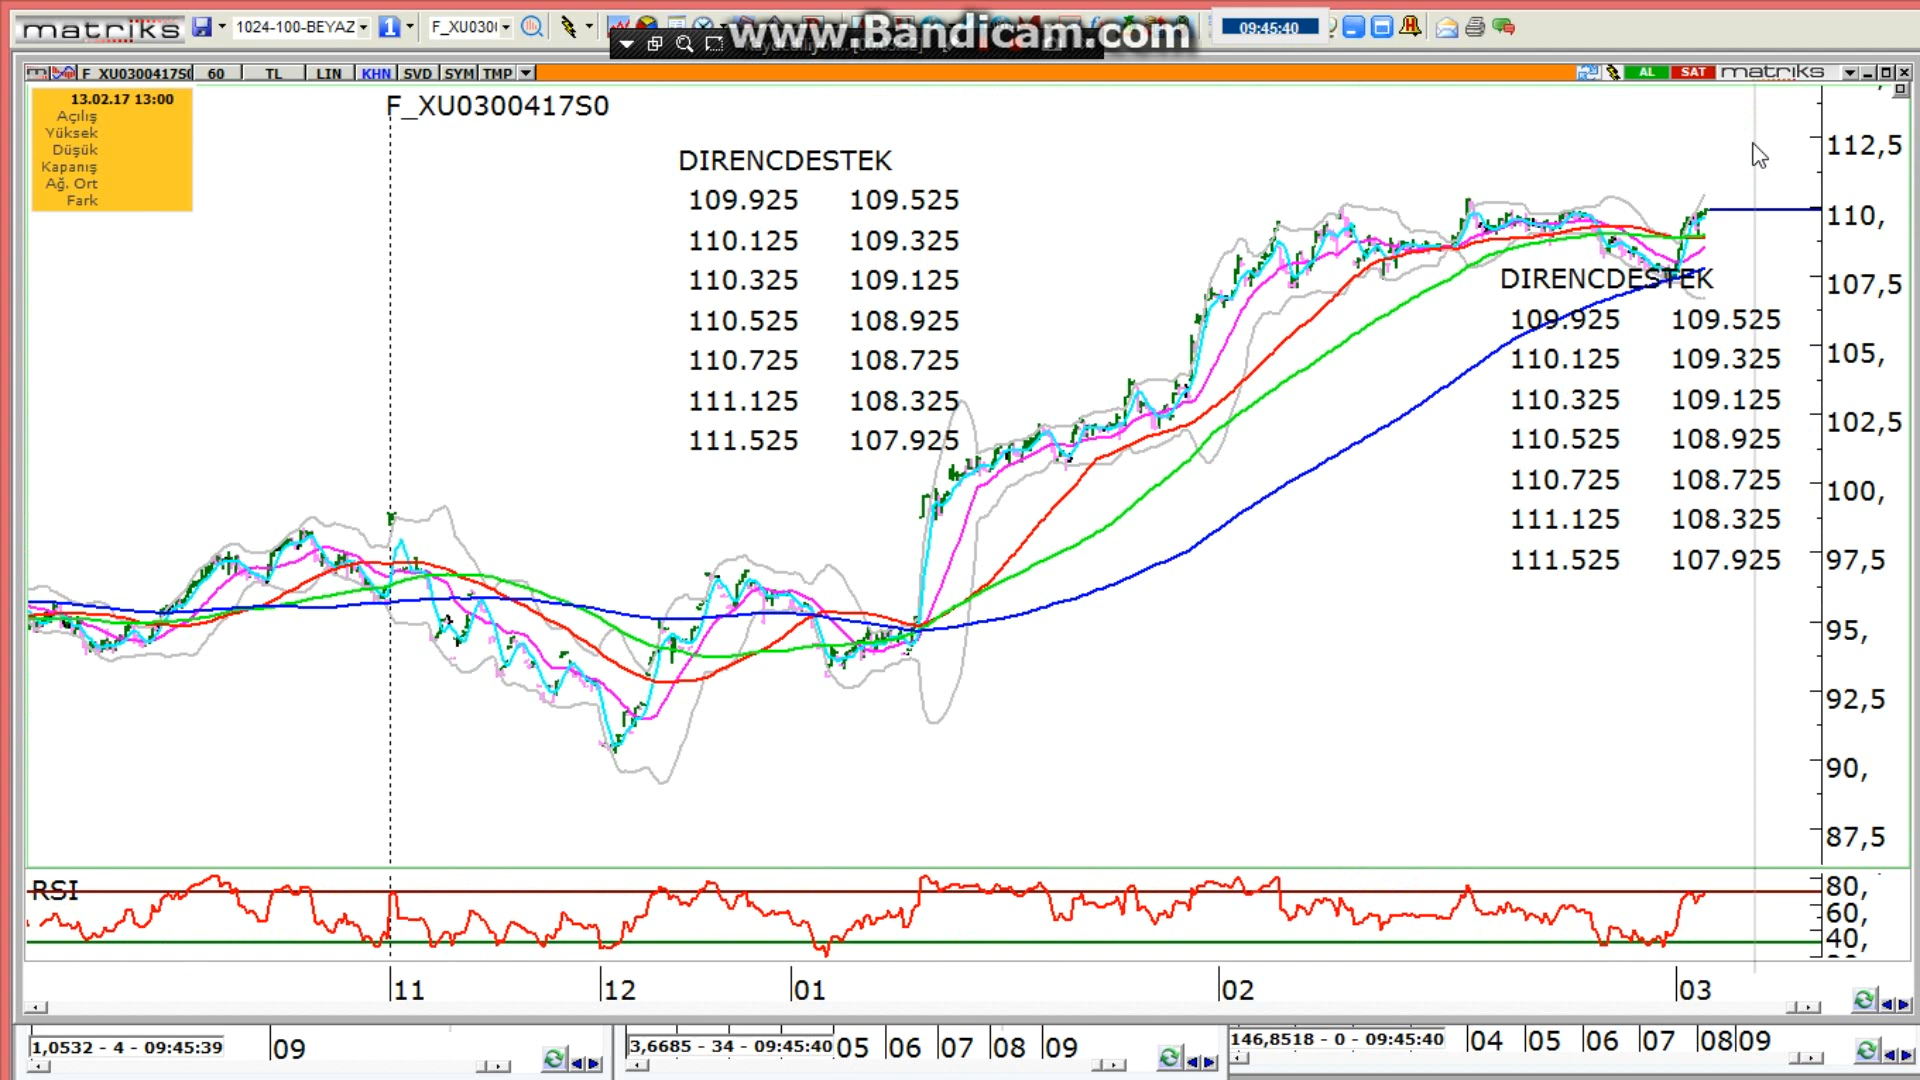 matriks 1024-100-BEYAZ 1 F_XU030 www.Bandicam.com 09:45:40
F_XU0300417S0 60 TL LIN KHN SVD SYM TMP AL SAT matriks
13.02.17 13:00
Açılış
Yüksek
Düşük
Kapanış
Ağ. Ort
Fark
F_XU0300417S0
DIRENCDESTEK
109.925 109.525
110.125 109.325
110.325 109.125
110.525 108.925
110.725 108.725
111.125 108.325
111.525 107.925
DIRENCDESTEK
109.925 109.525
110.125 109.325
110.325 109.125
110.525 108.925
110.725 108.725
111.125 108.325
111.525 107.925
112,5
110,
107,5
105,
102,5
100,
97,5
95,
92,5
90,
87,5
RSI
80,
60,
40,
11 12 01 02 03
1,0532 - 4 - 09:45:39 09
3,6685 - 34 - 09:45:40 05 06 07 08 09
146,8518 - 0 - 09:45:40 04 05 06 07 08 09